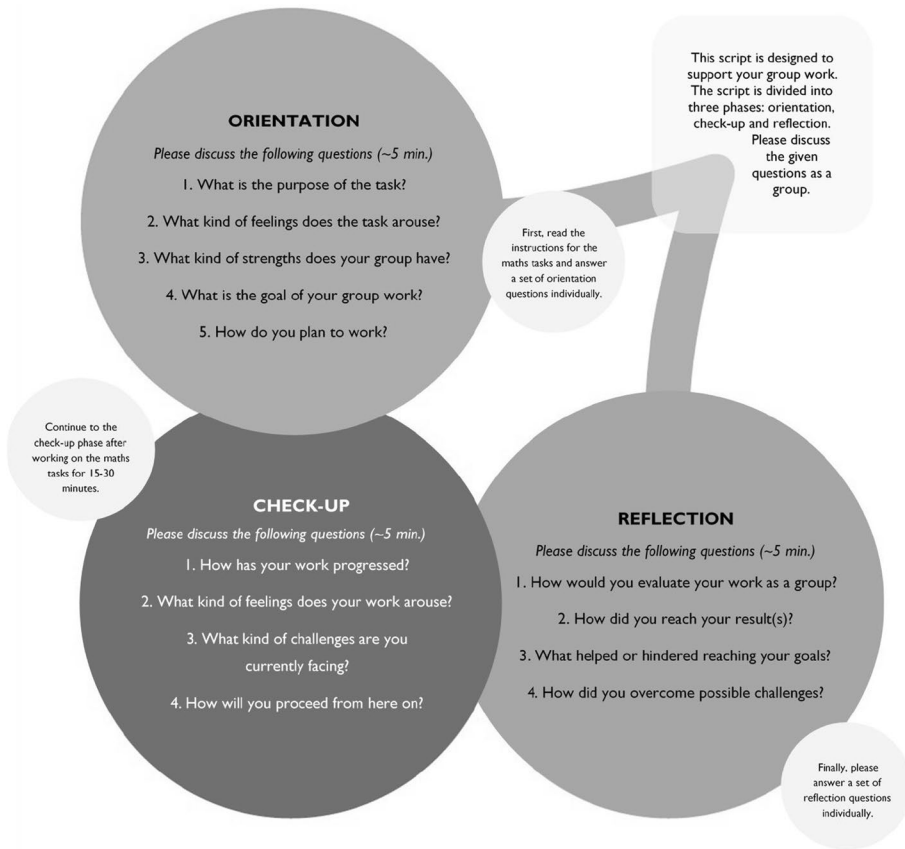 This script is designed to
support your group work.
The script is divided into
three phases: orientation,
check-up and reflection.
Please discuss
the given
questions as a
group.
First, read the
instructions for the
maths tasks and answer
a set of orientation
questions individually.
ORIENTATION
Please discuss the following questions (~5 min.)
1. What is the purpose of the task?
2. What kind of feelings does the task arouse?
3. What kind of strengths does your group have?
4. What is the goal of your group work?
5. How do you plan to work?
Continue to the
check-up phase after
working on the maths
tasks for 15-30
minutes.
CHECK-UP
Please discuss the following questions (~5 min.)
1. How has your work progressed?
2. What kind of feelings does your work arouse?
3. What kind of challenges are you
currently facing?
4. How will you proceed from here on?
REFLECTION
Please discuss the following questions (~5 min.)
1. How would you evaluate your work as a group?
2. How did you reach your result(s)?
3. What helped or hindered reaching your goals?
4. How did you overcome possible challenges?
Finally, please
answer a set of
reflection questions
individually.